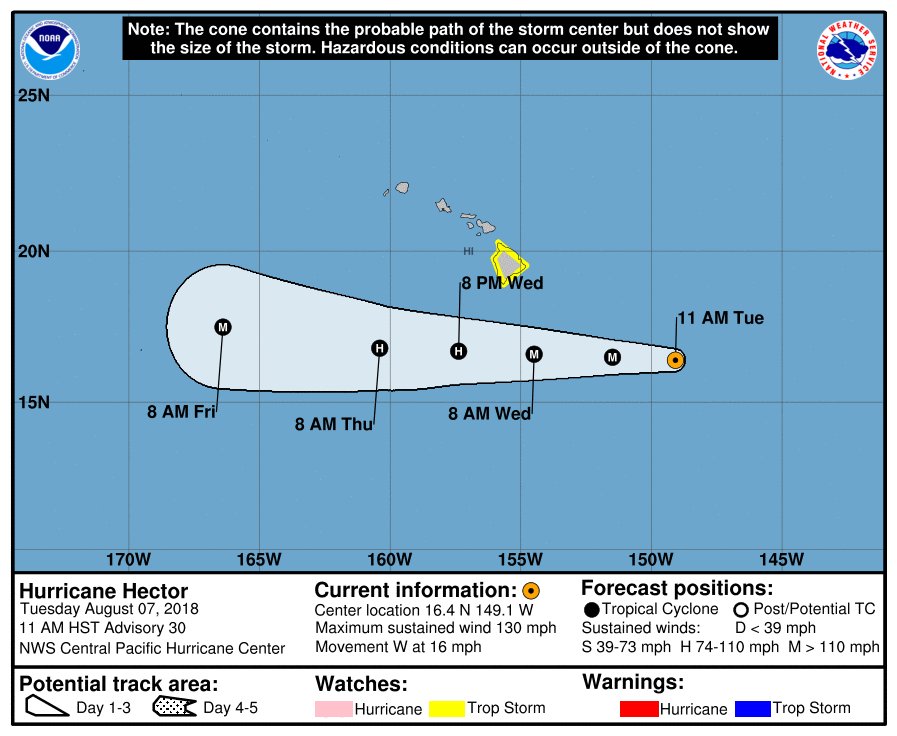 Note: The cone contains the probable path of the storm center but does not show
the size of the storm. Hazardous conditions can occur outside of the cone.
NOAA
NATIONAL WEATHER SERVICE
25N
20N
HI
8 PM Wed
11 AM Tue
M
H
H
M
M
8 AM Fri
8 AM Thu
8 AM Wed
15N
170W 165W 160W 155W 150W 145W
Hurricane Hector
Tuesday August 07, 2018
11 AM HST Advisory 30
NWS Central Pacific Hurricane Center
Current information:
Center location 16.4 N 149.1 W
Maximum sustained wind 130 mph
Movement W at 16 mph
Forecast positions:
Tropical Cyclone Post/Potential TC
Sustained winds: D < 39 mph
S 39-73 mph H 74-110 mph M > 110 mph
Potential track area:
Day 1-3 Day 4-5
Watches:
Hurricane Trop Storm
Warnings:
Hurricane Trop Storm